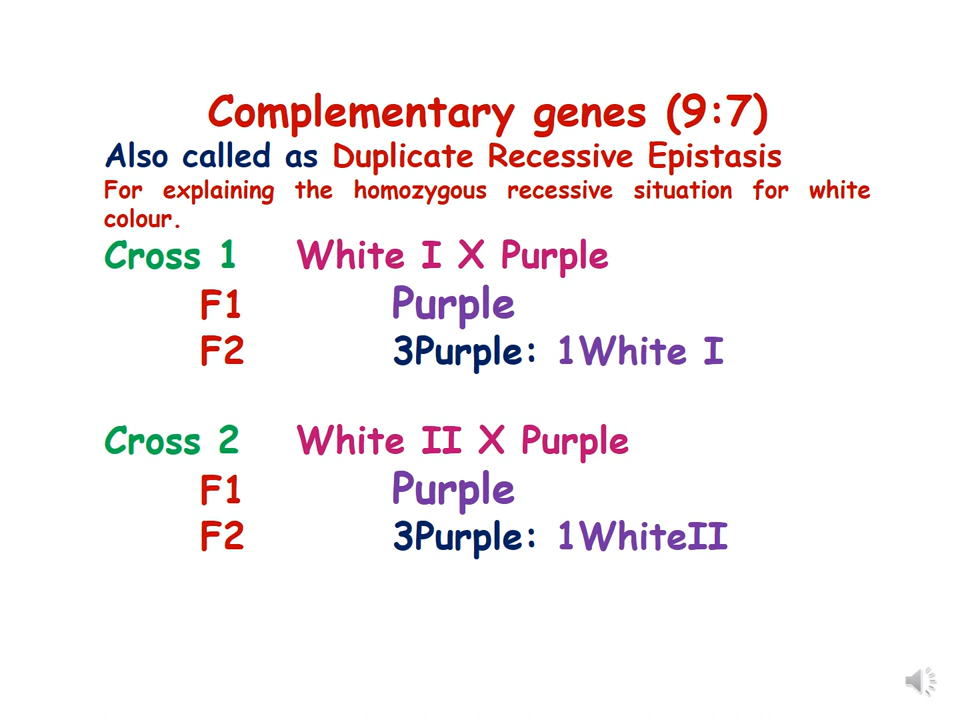 Complementary genes (9:7)
Also called as Duplicate Recessive Epistasis
For explaining the homozygous recessive situation for white
colour.
Cross 1 White I X Purple
F1 Purple
F2 3Purple: 1White I
Cross 2 White II X Purple
F1 Purple
F2 3Purple: 1WhiteII